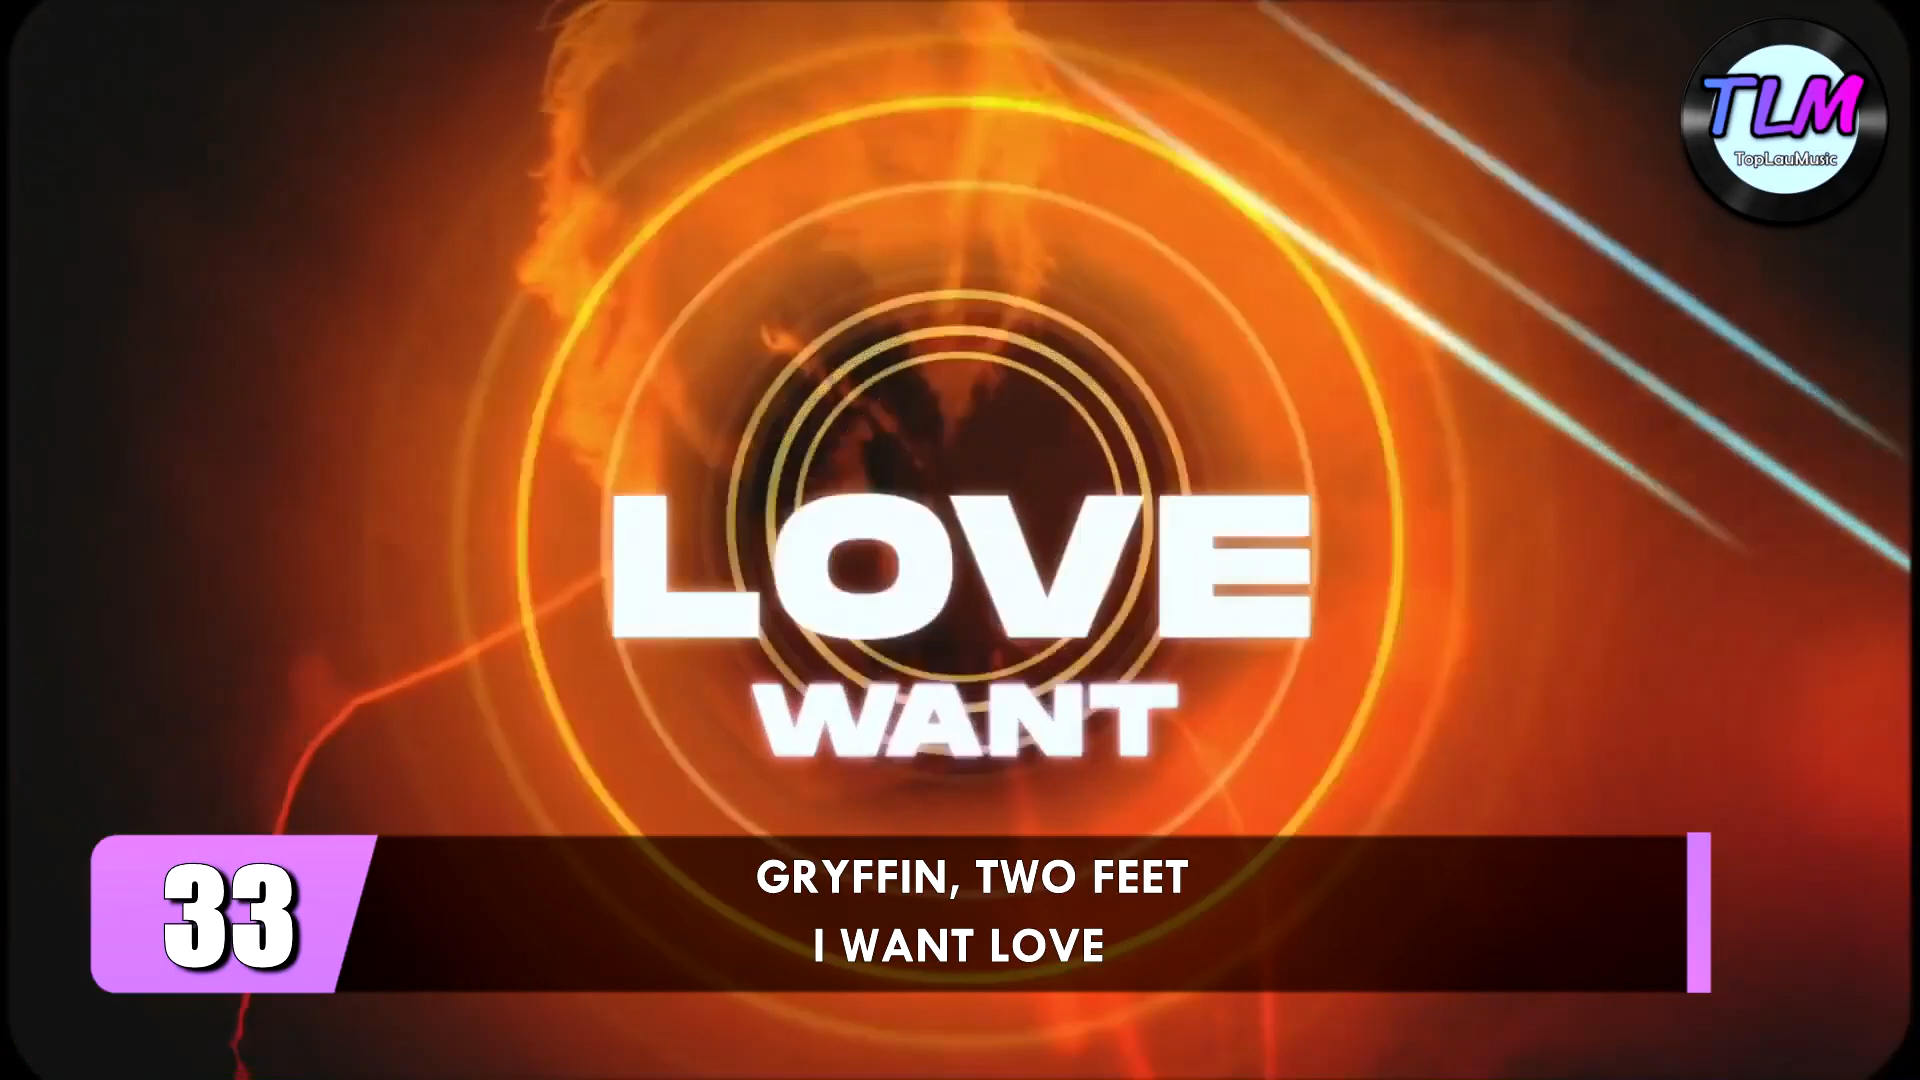 TLM
TopLauMusic
LOVE
WANT
33
GRYFFIN, TWO FEET
I WANT LOVE